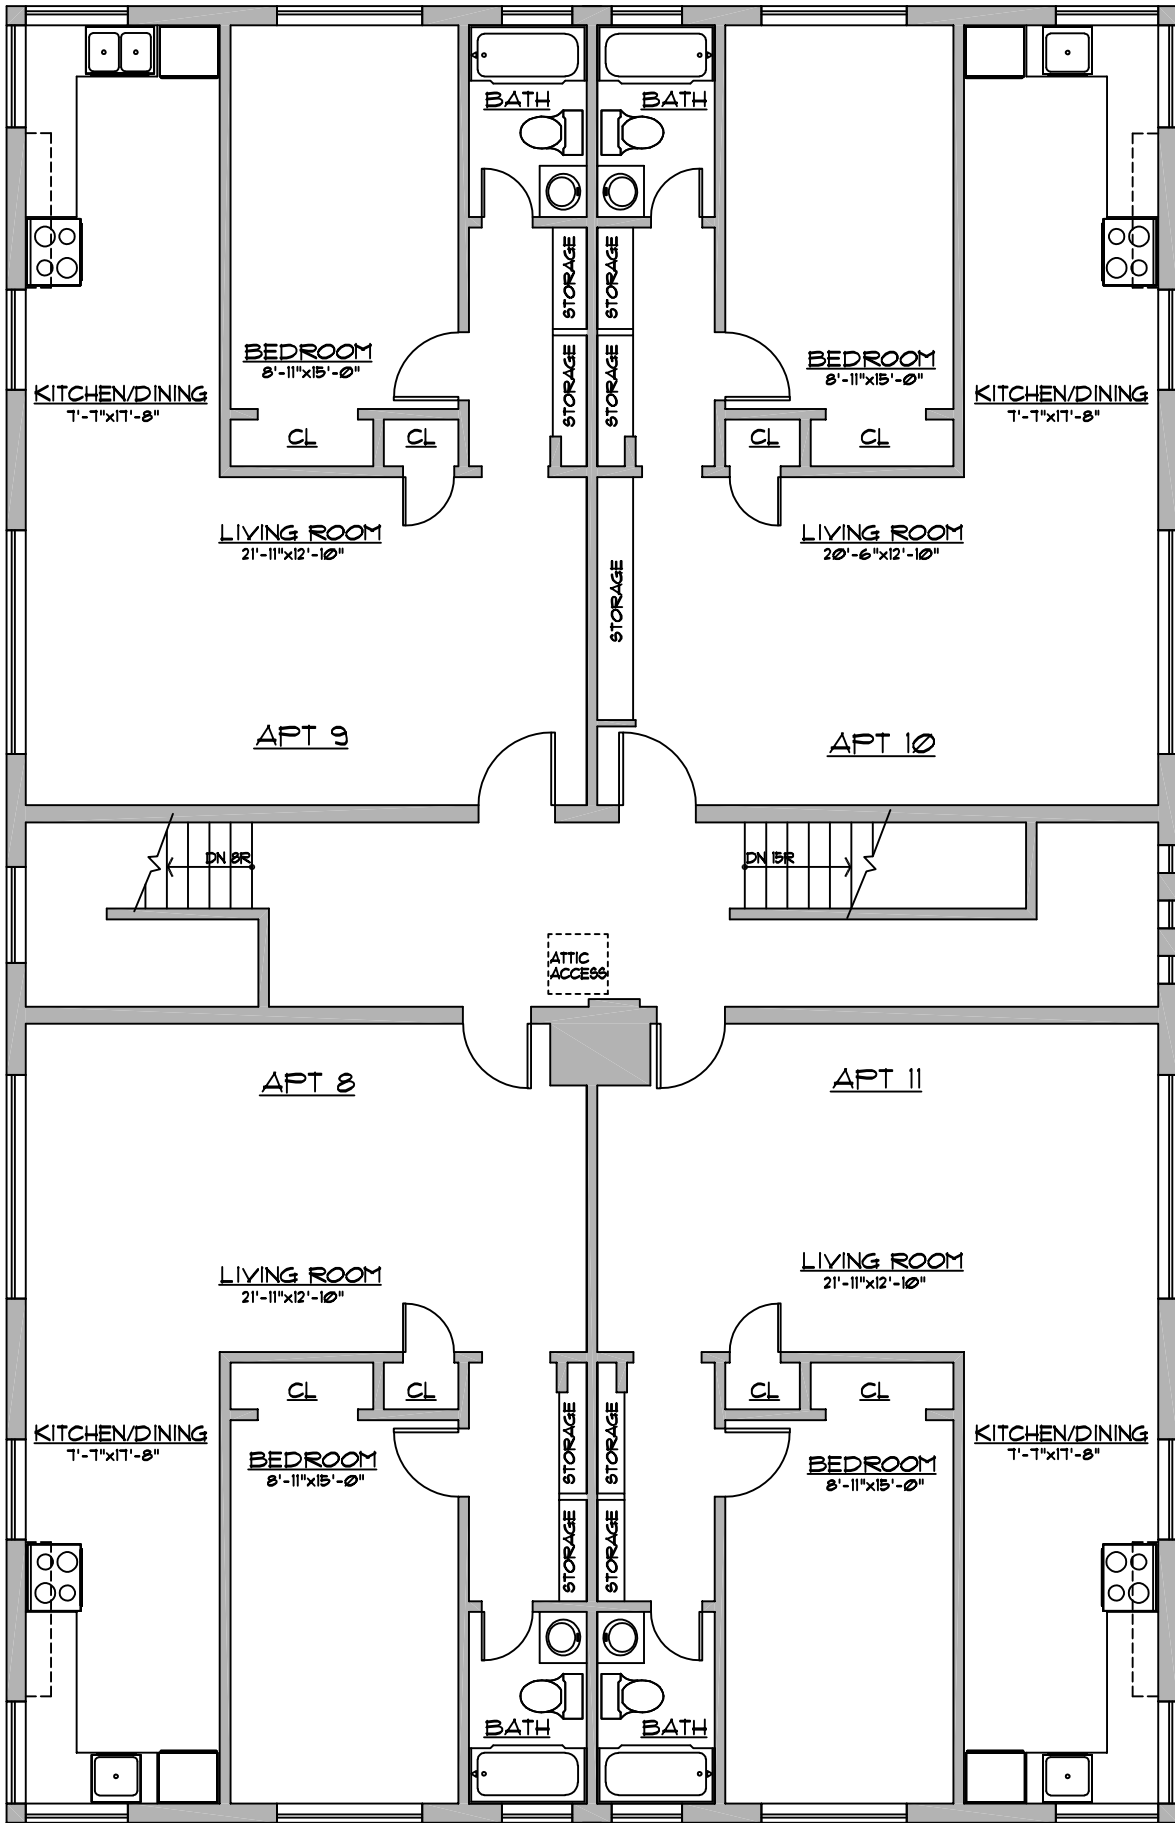 BATH
BATH
STORAGE
STORAGE
BEDROOM
8'-11"x15'-0"
STORAGE
STORAGE
BEDROOM
8'-11"x15'-0"
KITCHEN/DINING
7'-7"x17'-8"
KITCHEN/DINING
7'-7"x17'-8"
CL
CL
CL
CL
LIVING ROOM
21'-11"x12'-10"
LIVING ROOM
20'-6"x12'-10"
STORAGE
APT 9
APT 10
DN 8R
DN 15R
ATTIC
ACCESS
APT 8
APT 11
LIVING ROOM
21'-11"x12'-10"
LIVING ROOM
21'-11"x12'-10"
CL
CL
CL
CL
KITCHEN/DINING
7'-7"x17'-8"
STORAGE
STORAGE
KITCHEN/DINING
7'-7"x17'-8"
BEDROOM
8'-11"x15'-0"
BEDROOM
8'-11"x15'-0"
STORAGE
STORAGE
BATH
BATH